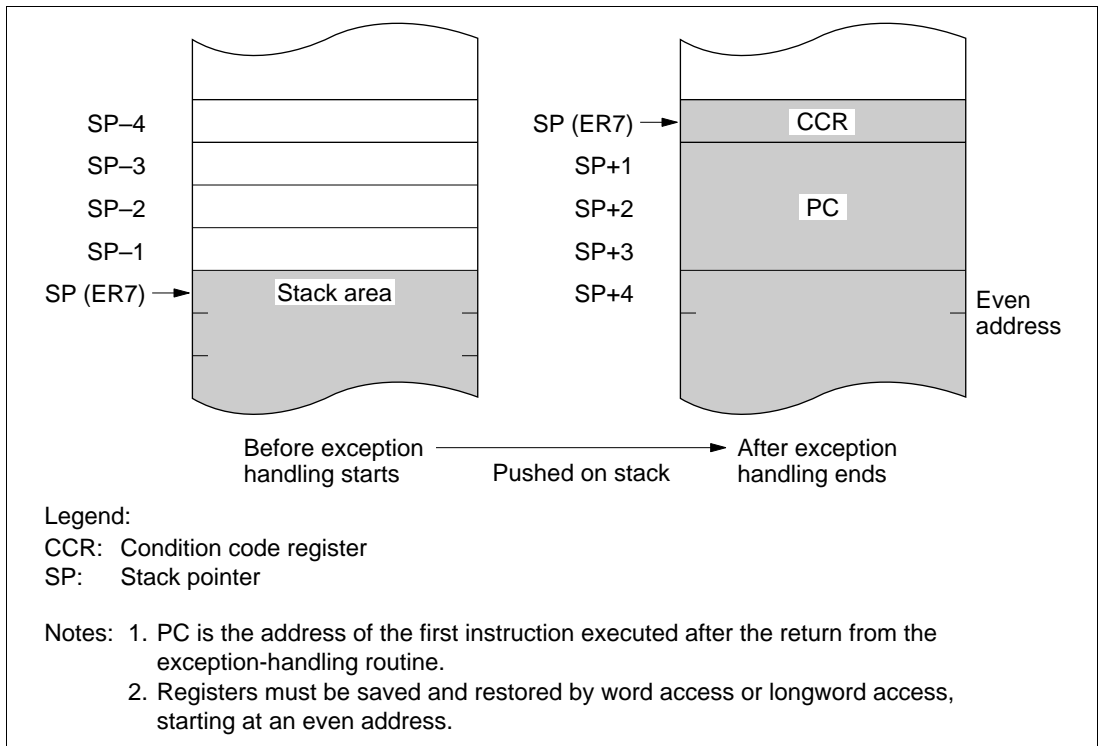 SP–4
SP–3
SP–2
SP–1
SP (ER7)
Stack area
SP (ER7)
SP+1
SP+2
SP+3
SP+4
CCR
PC
Even
address
Before exception
handling starts
Pushed on stack
After exception
handling ends
Legend:
CCR: Condition code register
SP: Stack pointer
Notes: 1. PC is the address of the first instruction executed after the return from the
exception-handling routine.
2. Registers must be saved and restored by word access or longword access,
starting at an even address.